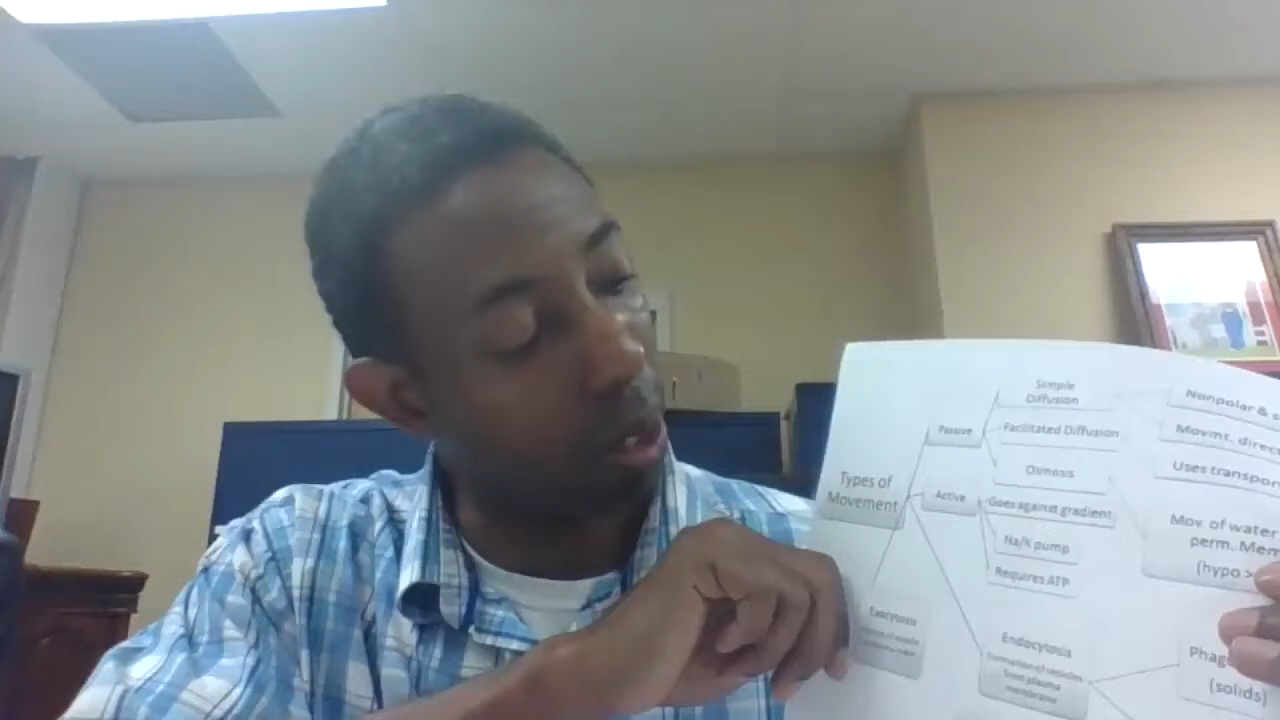 Simple
Diffusion
Nonpolar &
Passive
Facilitated Diffusion
Movmt. direc
Osmosis
Uses transpor
Types of
Movement
Active
Goes against gradient
Mov. of water
perm. Mem
(hypo >
Na/K pump
Requires ATP
Exocytosis
Endocytosis
Formation of vesicles
from plasma
membrane
Phag
(solids)